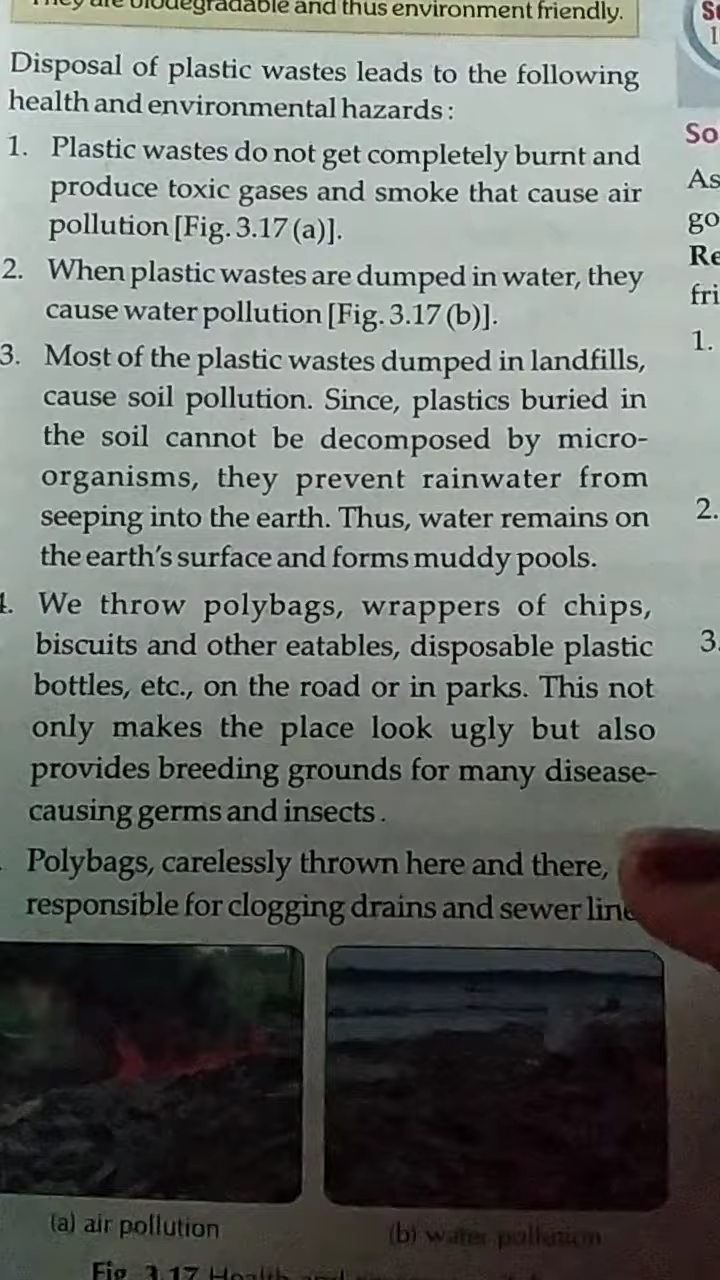 They are biodegradable and thus environment friendly.
Disposal of plastic wastes leads to the following
health and environmental hazards:
1. Plastic wastes do not get completely burnt and
produce toxic gases and smoke that cause air
pollution [Fig. 3.17 (a)].
2. When plastic wastes are dumped in water, they
cause water pollution [Fig. 3.17 (b)].
3. Most of the plastic wastes dumped in landfills,
cause soil pollution. Since, plastics buried in
the soil cannot be decomposed by micro-
organisms, they prevent rainwater from
seeping into the earth. Thus, water remains on
the earth's surface and forms muddy pools.
4. We throw polybags, wrappers of chips,
biscuits and other eatables, disposable plastic
bottles, etc., on the road or in parks. This not
only makes the place look ugly but also
provides breeding grounds for many disease-
causing germs and insects.
Polybags, carelessly thrown here and there,
responsible for clogging drains and sewer
(a) air pollution
(b) water pollution
Fig. 3.17 Health and
So
As
go
Re
fri
1.
2.
3.